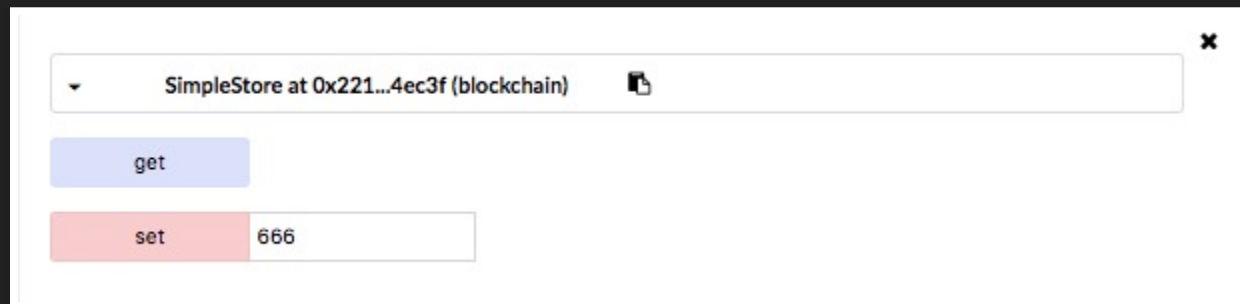 SimpleStore at 0x221...4ec3f (blockchain)
get
set 666